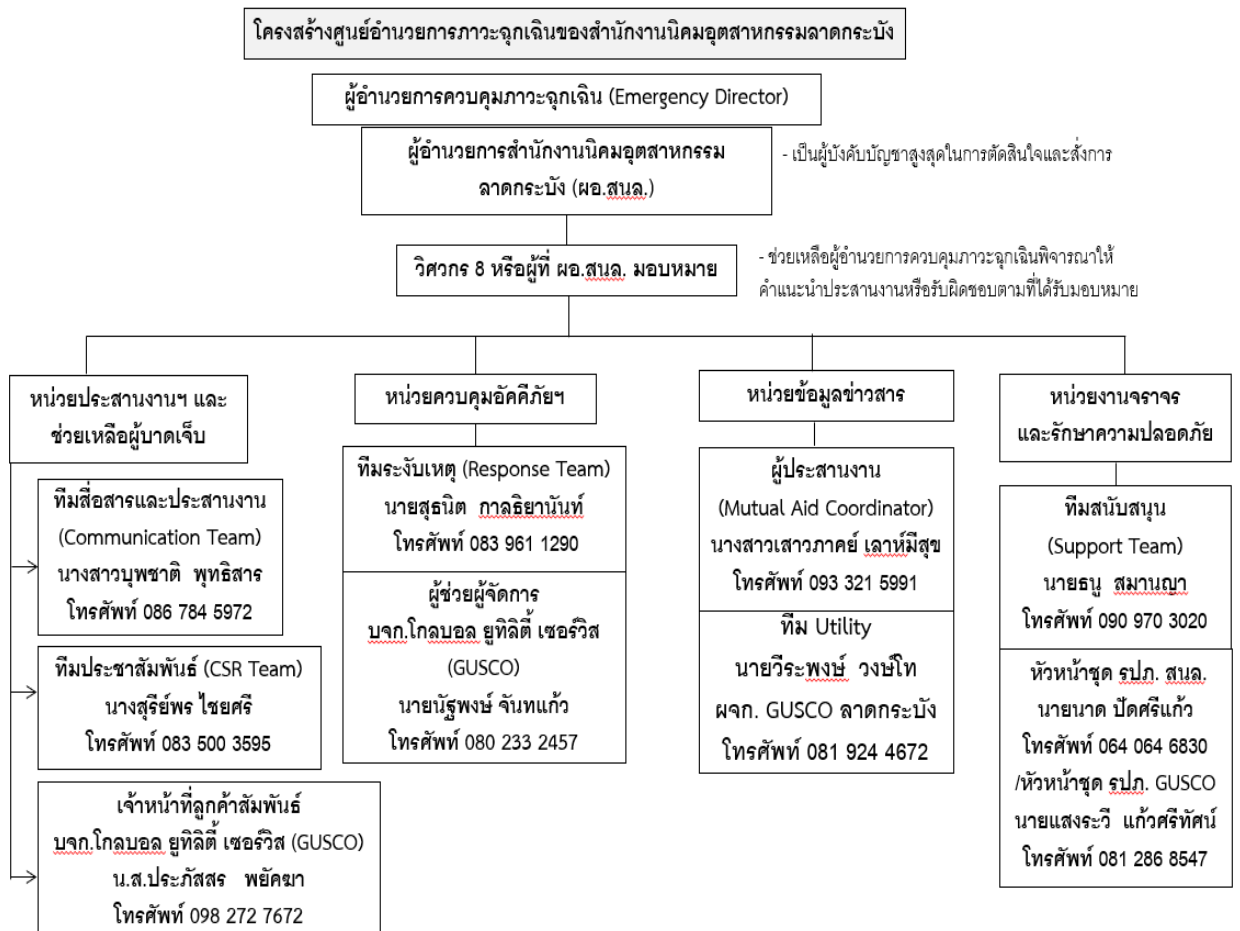 โครงสร้างศูนย์อำนวยการภาวะฉุกเฉินของสำนักงานนิคมอุตสาหกรรมลาดกระบัง
ผู้อำนวยการควบคุมภาวะฉุกเฉิน (Emergency Director)
ผู้อำนวยการสำนักงานนิคมอุตสาหกรรม
ลาดกระบัง (ผอ.สนล.)
- เป็นผู้บังคับบัญชาสูงสุดในการตัดสินใจและสั่งการ
วิศวกร 8 หรือผู้ที่ ผอ.สนล. มอบหมาย
- ช่วยเหลือผู้อำนวยการควบคุมภาวะฉุกเฉินพิจารณาให้
คำแนะนำประสานงานหรือรับผิดชอบตามที่ได้รับมอบหมาย
หน่วยประสานงานฯ และ
ช่วยเหลือผู้บาดเจ็บ
ทีมสื่อสารและประสานงาน
(Communication Team)
นางสาวบุพชาติ พุทธิสาร
โทรศัพท์ 086 784 5972
ทีมประชาสัมพันธ์ (CSR Team)
นางสุรีย์พร ไชยศรี
โทรศัพท์ 083 500 3595
เจ้าหน้าที่ลูกค้าสัมพันธ์
บจก.โกลบอล ยูทิลิตี้ เซอร์วิส (GUSCO)
น.ส.ประภัสสร พยัคฆา
โทรศัพท์ 098 272 7672
หน่วยควบคุมอัคคีภัยฯ
ทีมระงับเหตุ (Response Team)
นายสุธนิต กาลธิยานันท์
โทรศัพท์ 083 961 1290
ผู้ช่วยผู้จัดการ
บจก.โกลบอล ยูทิลิตี้ เซอร์วิส
(GUSCO)
นายนัฐพงษ์ จันทแก้ว
โทรศัพท์ 080 233 2457
หน่วยข้อมูลข่าวสาร
ผู้ประสานงาน
(Mutual Aid Coordinator)
นางสาวเสาวภาคย์ เลาห์มีสุข
โทรศัพท์ 093 321 5991
ทีม Utility
นายวีระพงษ์ วงษ์โท
ผจก. GUSCO ลาดกระบัง
โทรศัพท์ 081 924 4672
หน่วยงานจราจร
และรักษาความปลอดภัย
ทีมสนับสนุน
(Support Team)
นายธนู สมานญา
โทรศัพท์ 090 970 3020
หัวหน้าชุด รปภ. สนล.
นายนาด ปัดศรีแก้ว
โทรศัพท์ 064 064 6830
/หัวหน้าชุด รปภ. GUSCO
นายแสงระวี แก้วศรีทัศน์
โทรศัพท์ 081 286 8547